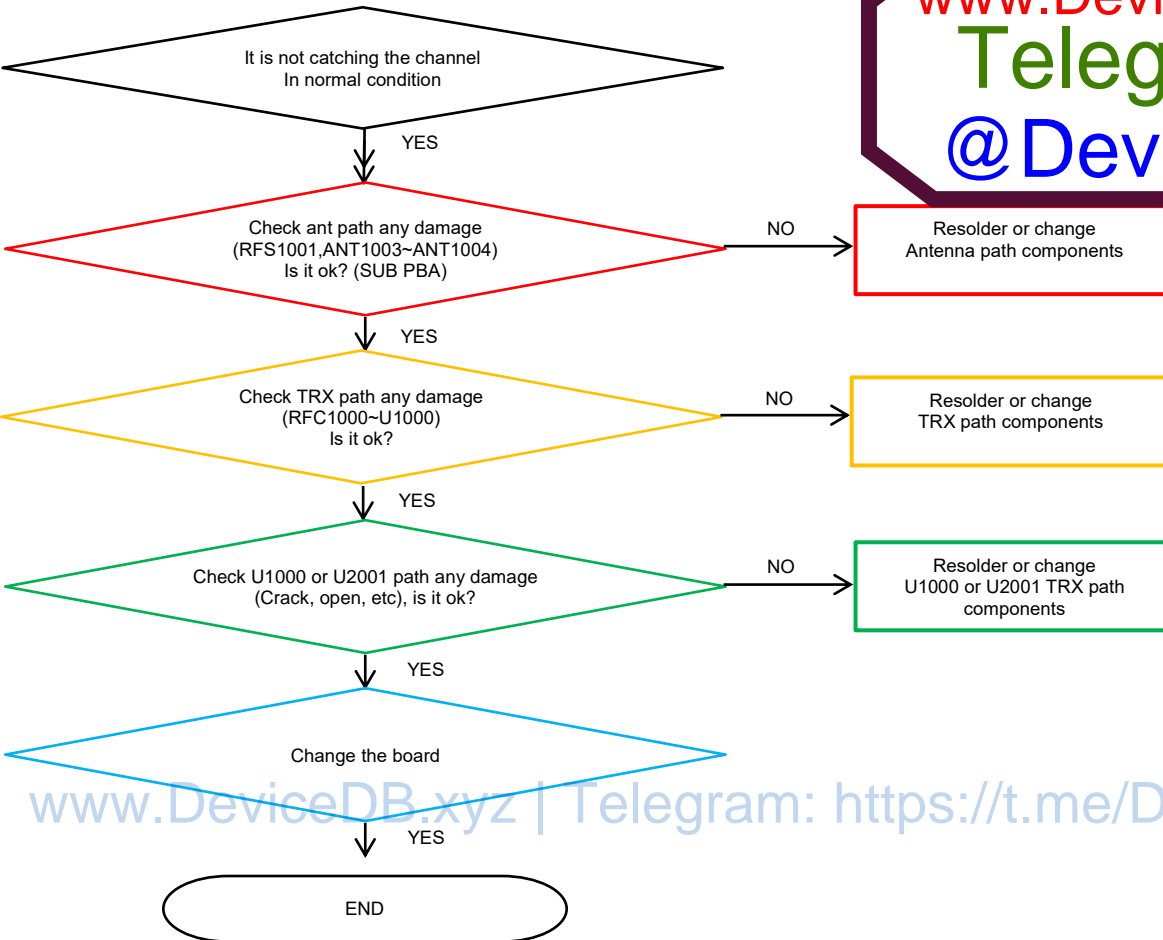 www.Devi
Teleg
@Dev
It is not catching the channel
In normal condition
YES
Check ant path any damage
(RFS1001,ANT1003~ANT1004)
Is it ok? (SUB PBA)
NO
Resolder or change
Antenna path components
YES
Check TRX path any damage
(RFC1000~U1000)
Is it ok?
NO
Resolder or change
TRX path components
YES
Check U1000 or U2001 path any damage
(Crack, open, etc), is it ok?
NO
Resolder or change
U1000 or U2001 TRX path
components
YES
Change the board
www.DeviceDB.xyz | Telegram: https://t.me/D
YES
END